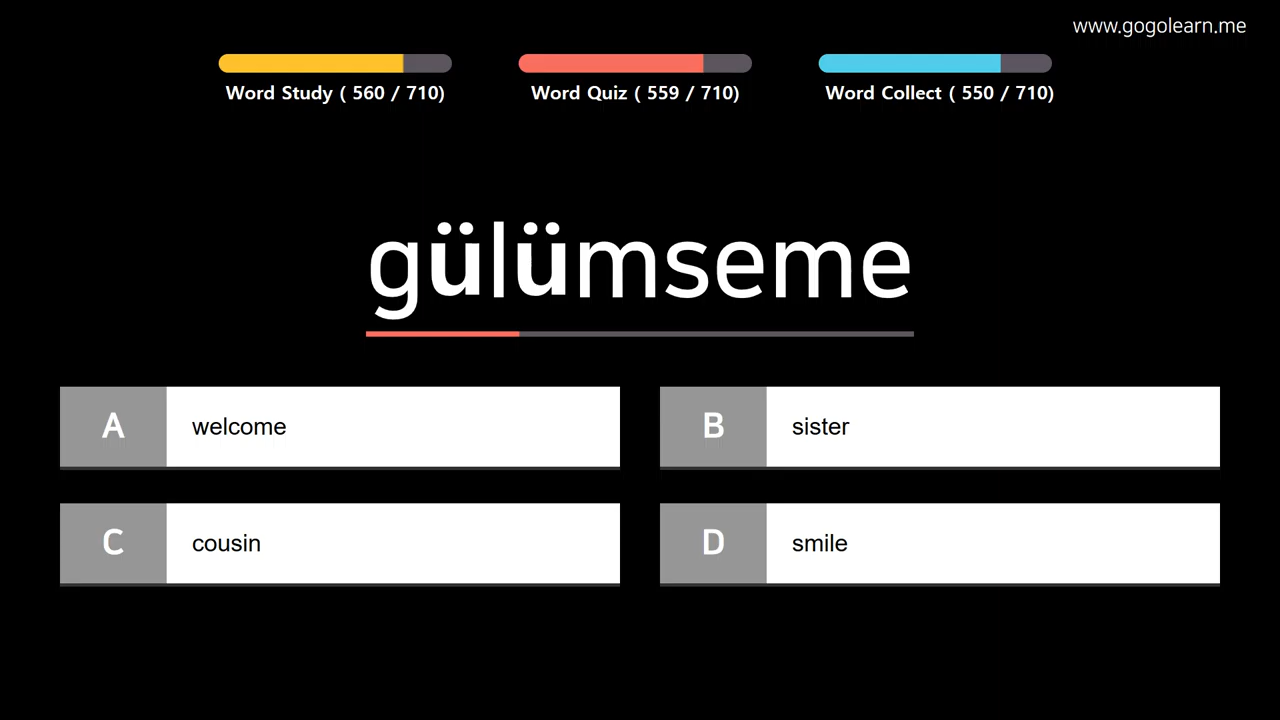 www.gogolearn.me
Word Study ( 560 / 710)
Word Quiz ( 559 / 710)
Word Collect ( 550 / 710)
gülümseme
A welcome
B sister
C cousin
D smile